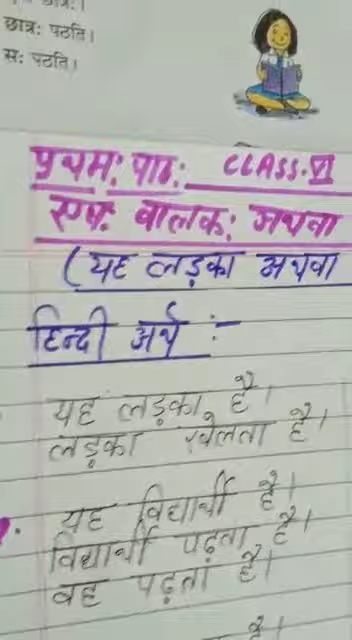 छात्रः पठति।
सः पठति।
प्रथमः पाठः CLASS-VI
एषः बालकः अथवा
(यह लड़का अथवा
हिन्दी अर्थ :-
यह लड़का है।
लड़का खेलता है।
यह विद्यार्थी है।
विद्यार्थी पढ़ता है।
वह पढ़ता है।
है।